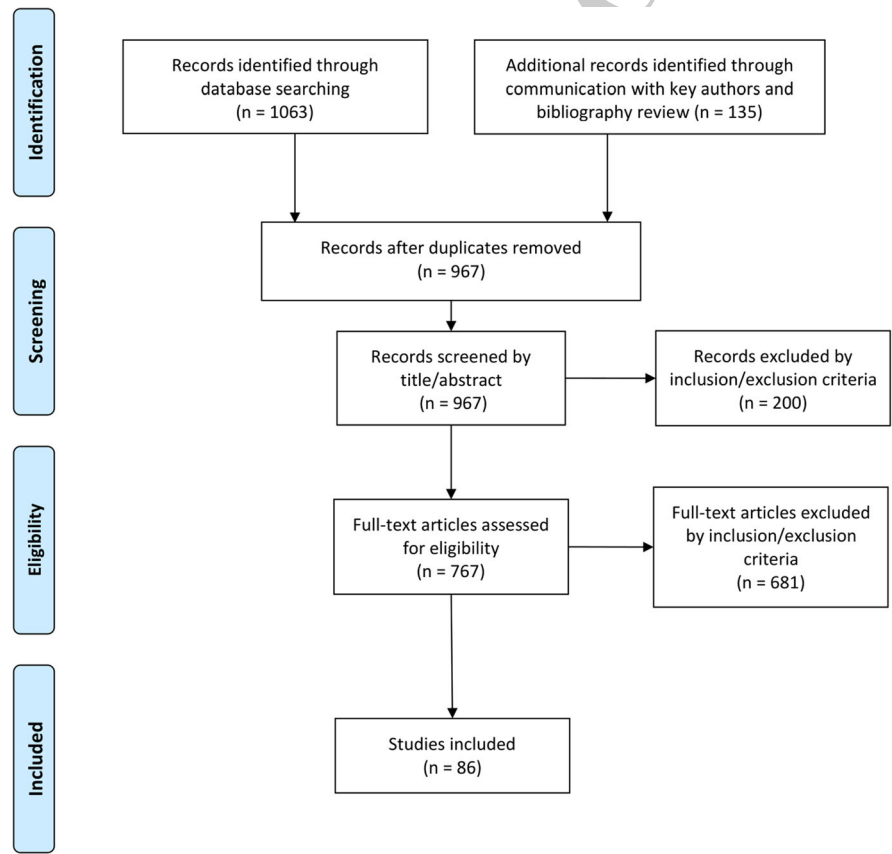 Identification
Records identified through
database searching
(n = 1063)
Additional records identified through
communication with key authors and
bibliography review (n = 135)
Screening
Records after duplicates removed
(n = 967)
Records screened by
title/abstract
(n = 967)
Records excluded by
inclusion/exclusion criteria
(n = 200)
Eligibility
Full-text articles assessed
for eligibility
(n = 767)
Full-text articles excluded
by inclusion/exclusion
criteria
(n = 681)
Included
Studies included
(n = 86)